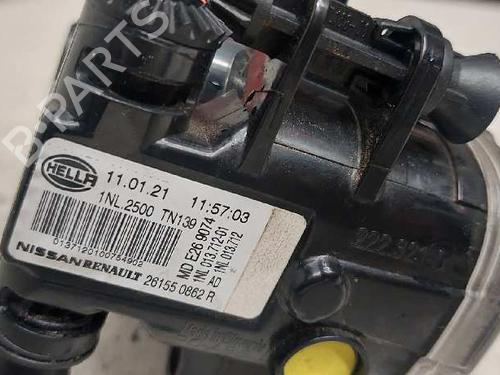 B-PARTS
HELLA
11.01.21 11:57:03
1NL.2500 TN139
01371201007S4902
NISSAN RENAULT
26155 0862 R
MD E26 9074
1NL 013.712-01
AD 1NL 013.712